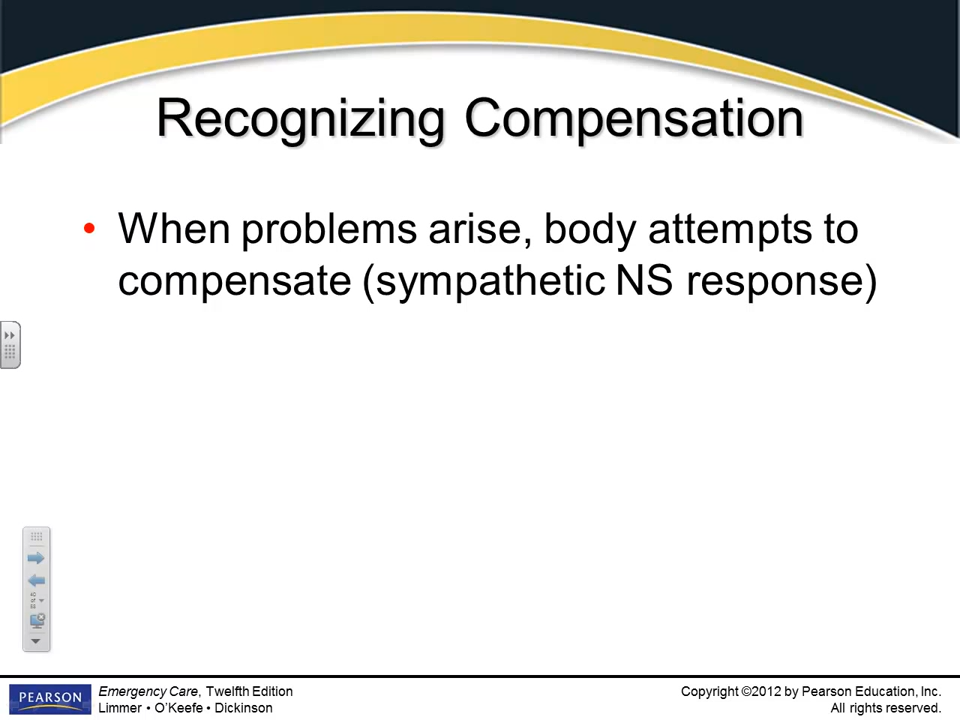 Recognizing Compensation
• When problems arise, body attempts to
compensate (sympathetic NS response)
PEARSON
Emergency Care, Twelfth Edition
Limmer • O’Keefe • Dickinson
Copyright ©2012 by Pearson Education, Inc.
All rights reserved.